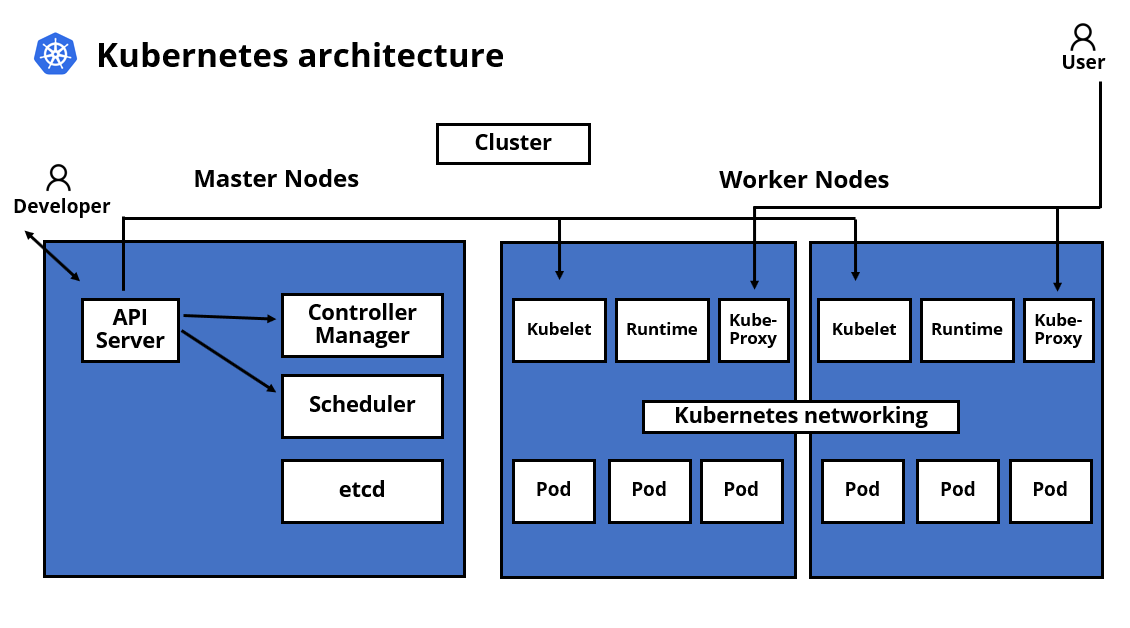 Kubernetes architecture
User
Cluster
Master Nodes
Worker Nodes
Developer
API
Server
Controller
Manager
Scheduler
etcd
Kubelet
Runtime
Kube-
Proxy
Kubelet
Runtime
Kube-
Proxy
Kubernetes networking
Pod
Pod
Pod
Pod
Pod
Pod